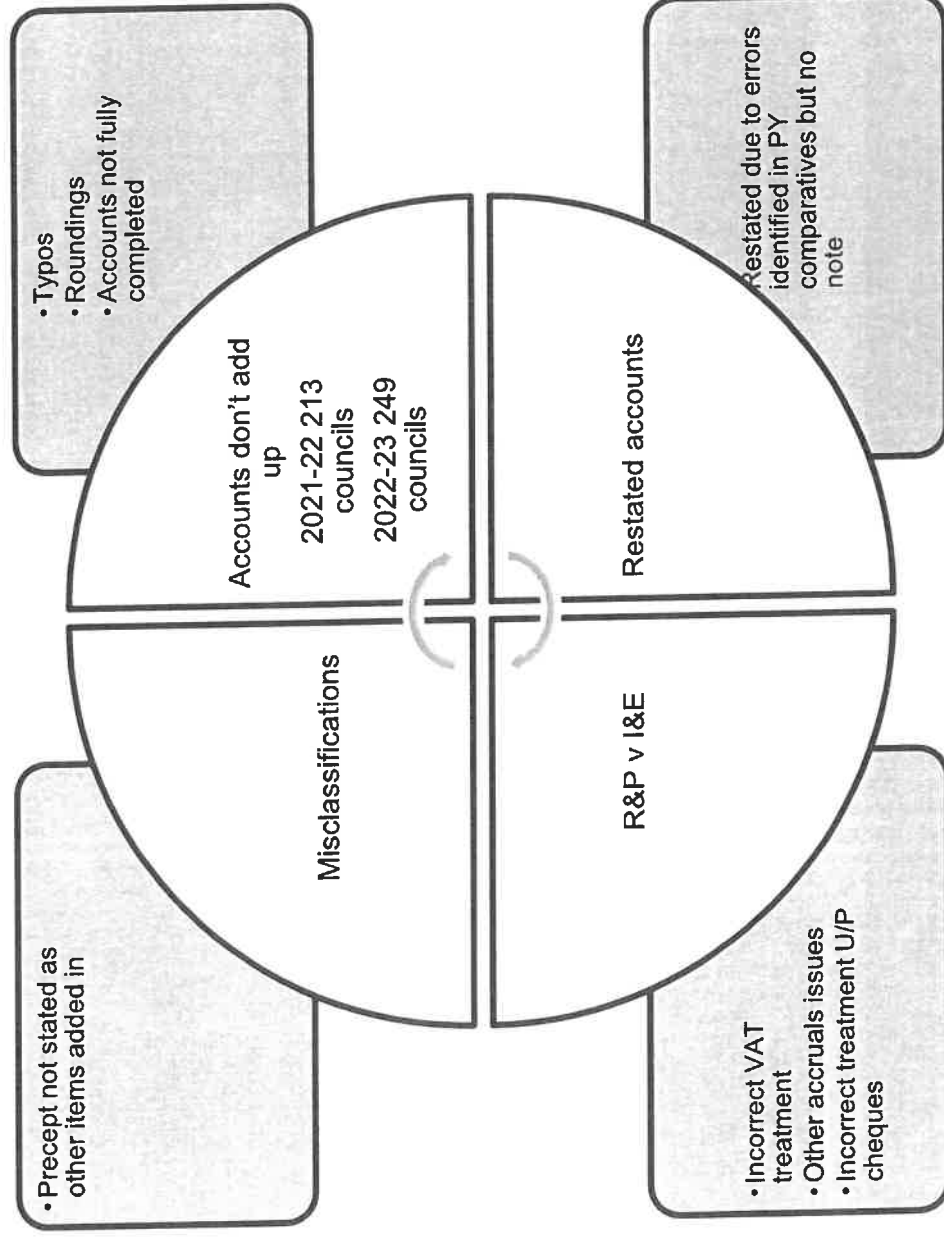 • Precept not stated as
other items added in
Misclassifications
Accounts don't add
up
2021-22 213
councils
2022-23 249
councils
• Typos
• Roundings
• Accounts not fully
completed
• Incorrect VAT
treatment
• Other accruals issues
• Incorrect treatment U/P
cheques
R&P v I&E
Restated accounts
Restated due to errors
identified in PY
comparatives but no
note